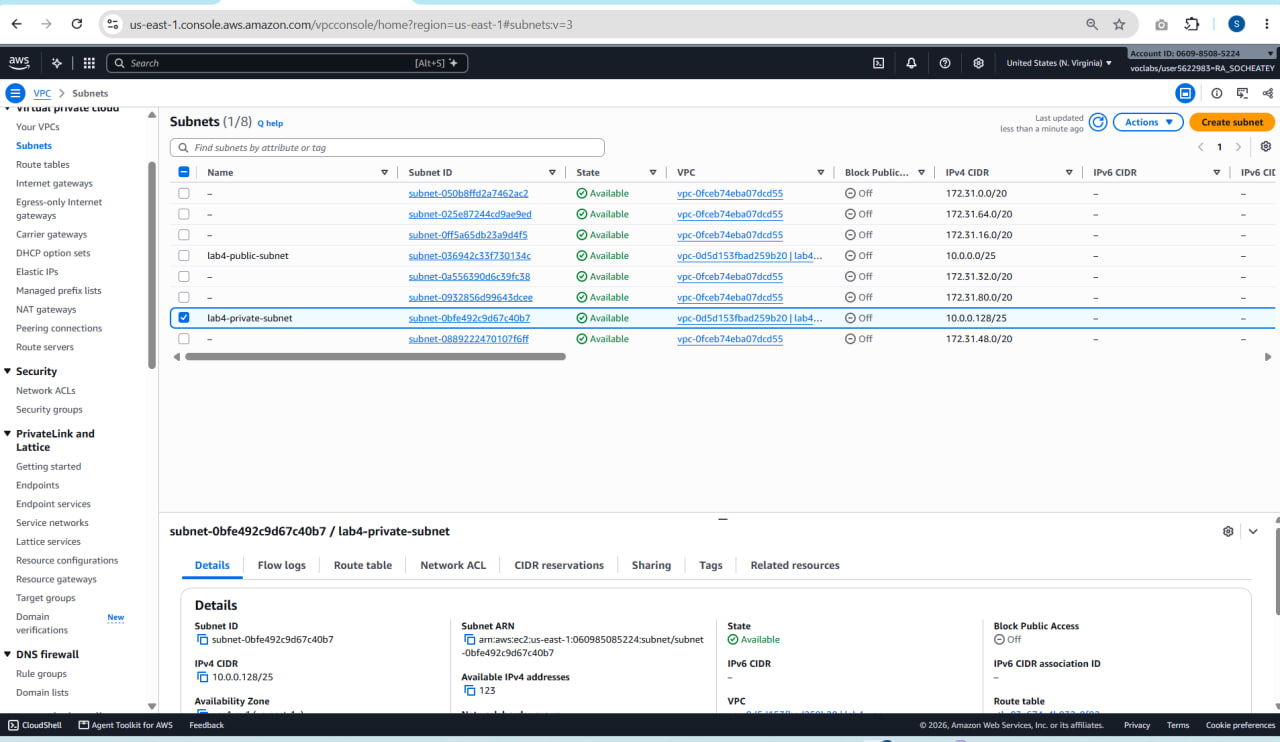 us-east-1.console.aws.amazon.com/vpcconsole/home?region=us-east-1#subnets:v=3
S
aws
Search
[Alt+S]
United States (N. Virginia) ▼
Account ID: 0609-8508-5224
voclabs/user5622983=RA_SOCHEATEY
VPC > Subnets
Virtual private cloud
Your VPCs
Subnets
Route tables
Internet gateways
Egress-only Internet
gateways
Carrier gateways
DHCP option sets
Elastic IPs
Managed prefix lists
NAT gateways
Peering connections
Route servers
Security
Network ACLs
Security groups
PrivateLink and
Lattice
Getting started
Endpoints
Endpoint services
Service networks
Lattice services
Resource configurations
Resource gateways
Target groups
Domain
verifications
New
DNS firewall
Rule groups
Domain lists
Subnets (1/8) Q help
Last updated
less than a minute ago
Actions ▼
Create subnet
Find subnets by attribute or tag
1
Name Subnet ID State VPC Block Public... IPv4 CIDR IPv6 CIDR IPv6 CID
– subnet-050b8ffd2a7462ac2 Available vpc-0fceb74eba07dcd55 Off 172.31.0.0/20 – –
– subnet-025e87244cd9ae9ed Available vpc-0fceb74eba07dcd55 Off 172.31.64.0/20 – –
– subnet-0ff5a65db23a9d4f5 Available vpc-0fceb74eba07dcd55 Off 172.31.16.0/20 – –
lab4-public-subnet subnet-036942c33f730134c Available vpc-0d5d153fbad259b20 | lab4... Off 10.0.0.0/25 – –
– subnet-0a556390d6c39fc38 Available vpc-0fceb74eba07dcd55 Off 172.31.32.0/20 – –
– subnet-0932856d99643dcee Available vpc-0fceb74eba07dcd55 Off 172.31.80.0/20 – –
lab4-private-subnet subnet-0bfe492c9d67c40b7 Available vpc-0d5d153fbad259b20 | lab4... Off 10.0.0.128/25 – –
– subnet-0889222470107f6ff Available vpc-0fceb74eba07dcd55 Off 172.31.48.0/20 – –
subnet-0bfe492c9d67c40b7 / lab4-private-subnet
Details Flow logs Route table Network ACL CIDR reservations Sharing Tags Related resources
Details
Subnet ID
subnet-0bfe492c9d67c40b7
IPv4 CIDR
10.0.0.128/25
Availability Zone
Subnet ARN
arn:aws:ec2:us-east-1:060985085224:subnet/subnet
-0bfe492c9d67c40b7
Available IPv4 addresses
123
State
Available
IPv6 CIDR
–
VPC
Block Public Access
Off
IPv6 CIDR association ID
–
Route table
CloudShell
Agent Toolkit for AWS
Feedback
© 2026, Amazon Web Services, Inc. or its affiliates.
Privacy
Terms
Cookie preferences